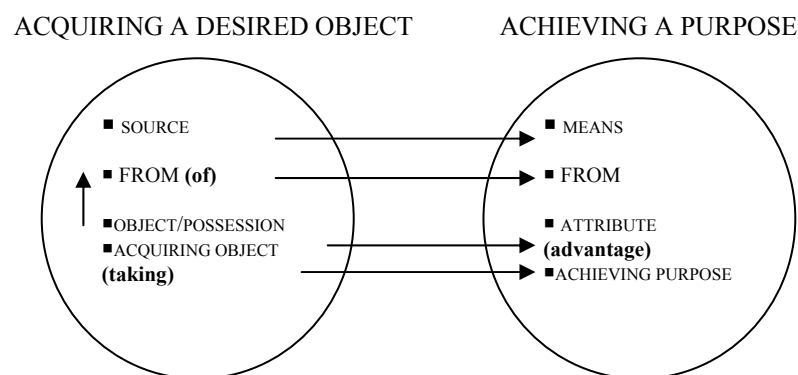 ACQUIRING A DESIRED OBJECT
ACHIEVING A PURPOSE
▪ SOURCE
▪ FROM (of)
▪OBJECT/POSSESSION
▪ACQUIRING OBJECT
(taking)
▪ MEANS
▪ FROM
▪ ATTRIBUTE
(advantage)
▪ACHIEVING PURPOSE